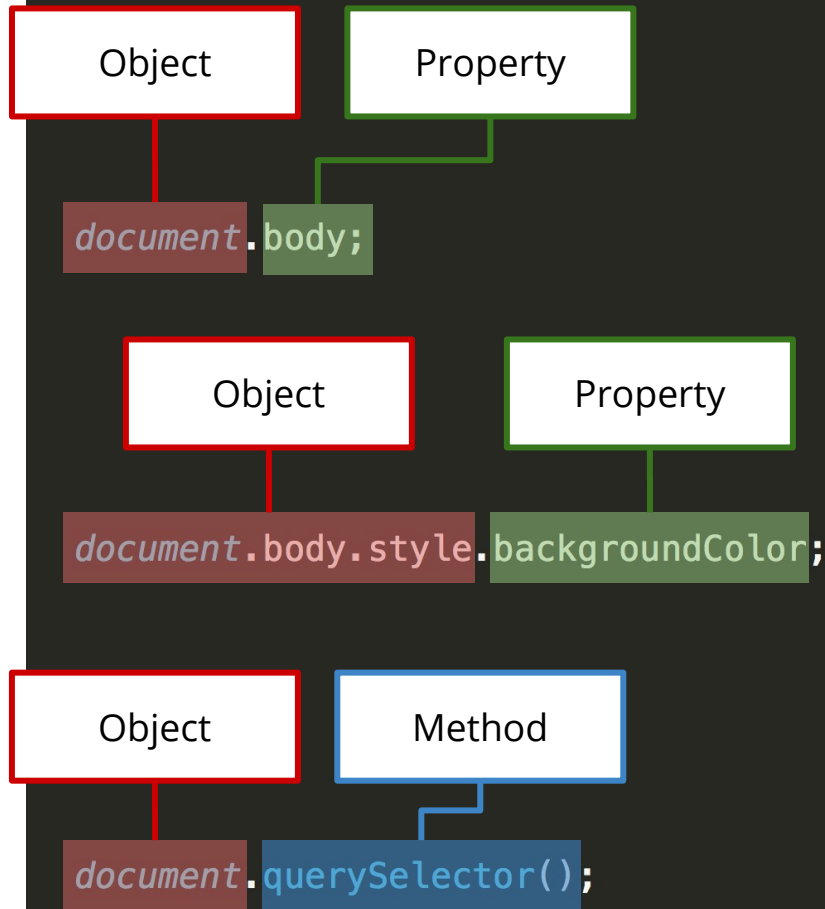 Object Property
document.body;
Object Property
document.body.style.backgroundColor;
Object Method
document.querySelector();